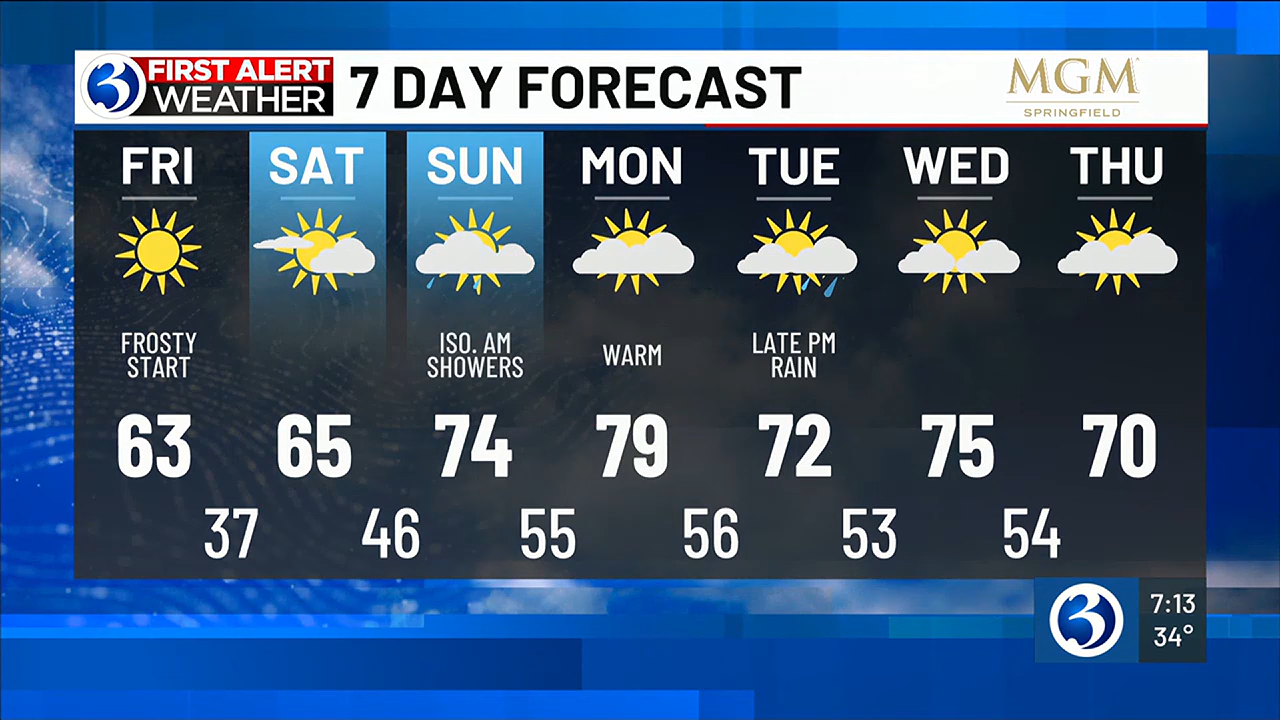 3 FIRST ALERT
WEATHER
7 DAY FORECAST
MGM
SPRINGFIELD
FRI SAT SUN MON TUE WED THU
FROSTY
START
ISO. AM
SHOWERS
WARM
LATE PM
RAIN
63 65 74 79 72 75 70
37 46 55 56 53 54
3
7:13
34°